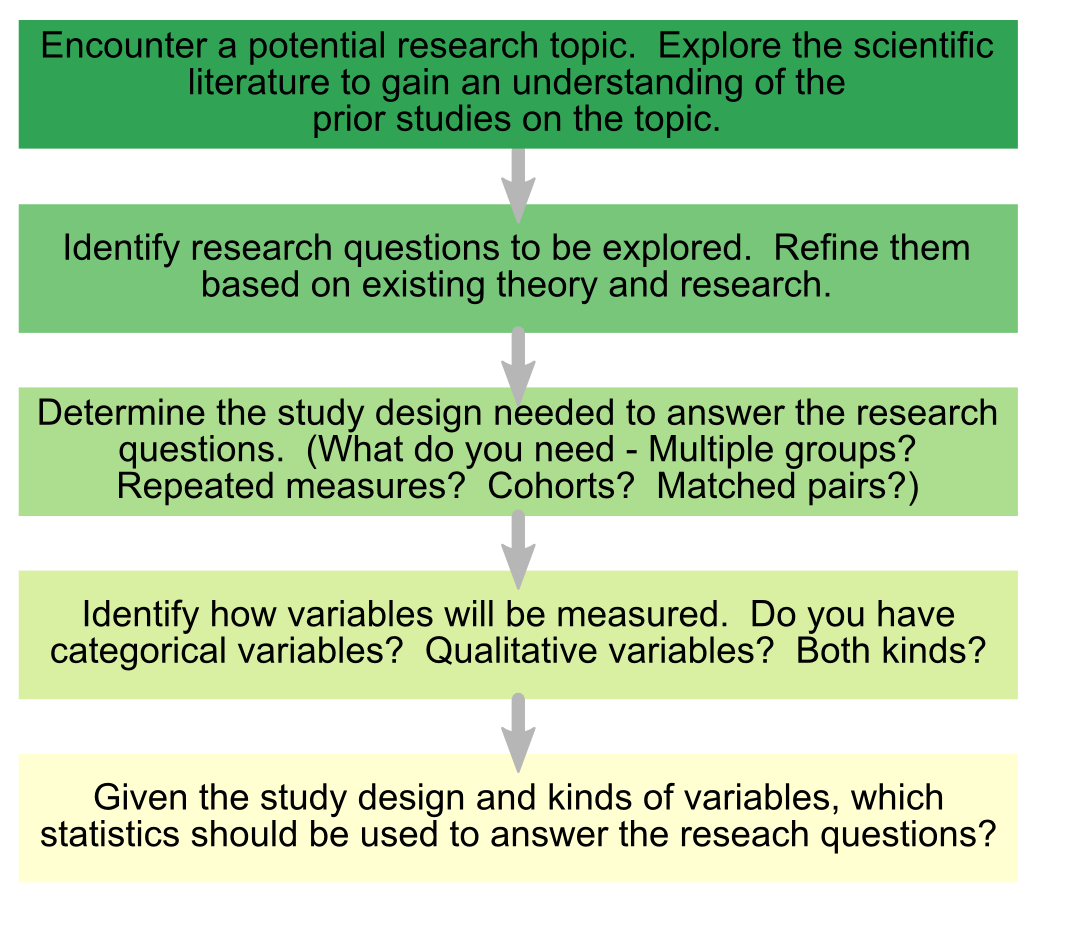 Encounter a potential research topic.  Explore the scientific
literature to gain an understanding of the
prior studies on the topic.
Identify research questions to be explored.  Refine them
based on existing theory and research.
Determine the study design needed to answer the research
questions.  (What do you need - Multiple groups?
Repeated measures?  Cohorts?  Matched pairs?)
Identify how variables will be measured.  Do you have
categorical variables?  Qualitative variables?  Both kinds?
Given the study design and kinds of variables, which
statistics should be used to answer the reseach questions?